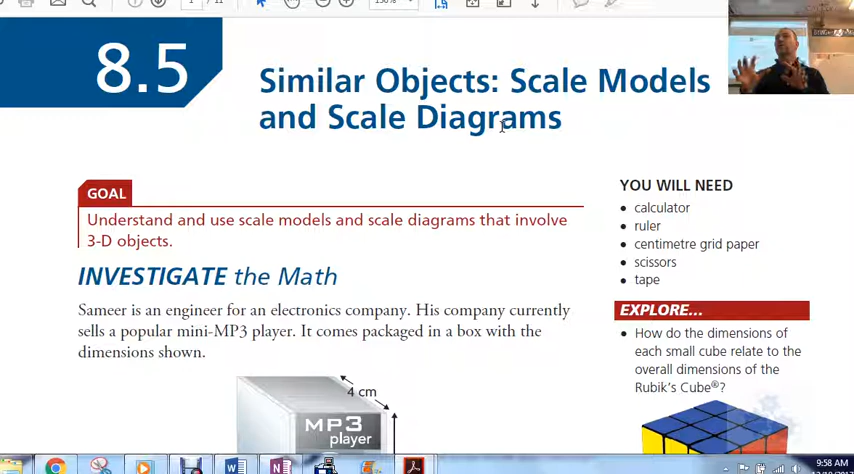 8.5
Similar Objects: Scale Models
and Scale Diagrams
GOAL
Understand and use scale models and scale diagrams that involve
3-D objects.
INVESTIGATE the Math
Sameer is an engineer for an electronics company. His company currently
sells a popular mini-MP3 player. It comes packaged in a box with the
dimensions shown.
4 cm
MP3
player
YOU WILL NEED
• calculator
• ruler
• centimetre grid paper
• scissors
• tape
EXPLORE...
• How do the dimensions of
each small cube relate to the
overall dimensions of the
Rubik's Cube®?
9:58 AM